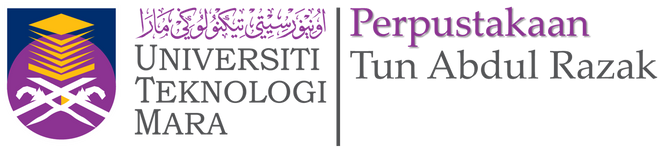 اونيۏرسيتي تيكنولوݢي مارا
UNIVERSITI
TEKNOLOGI
MARA
Perpustakaan
Tun Abdul Razak